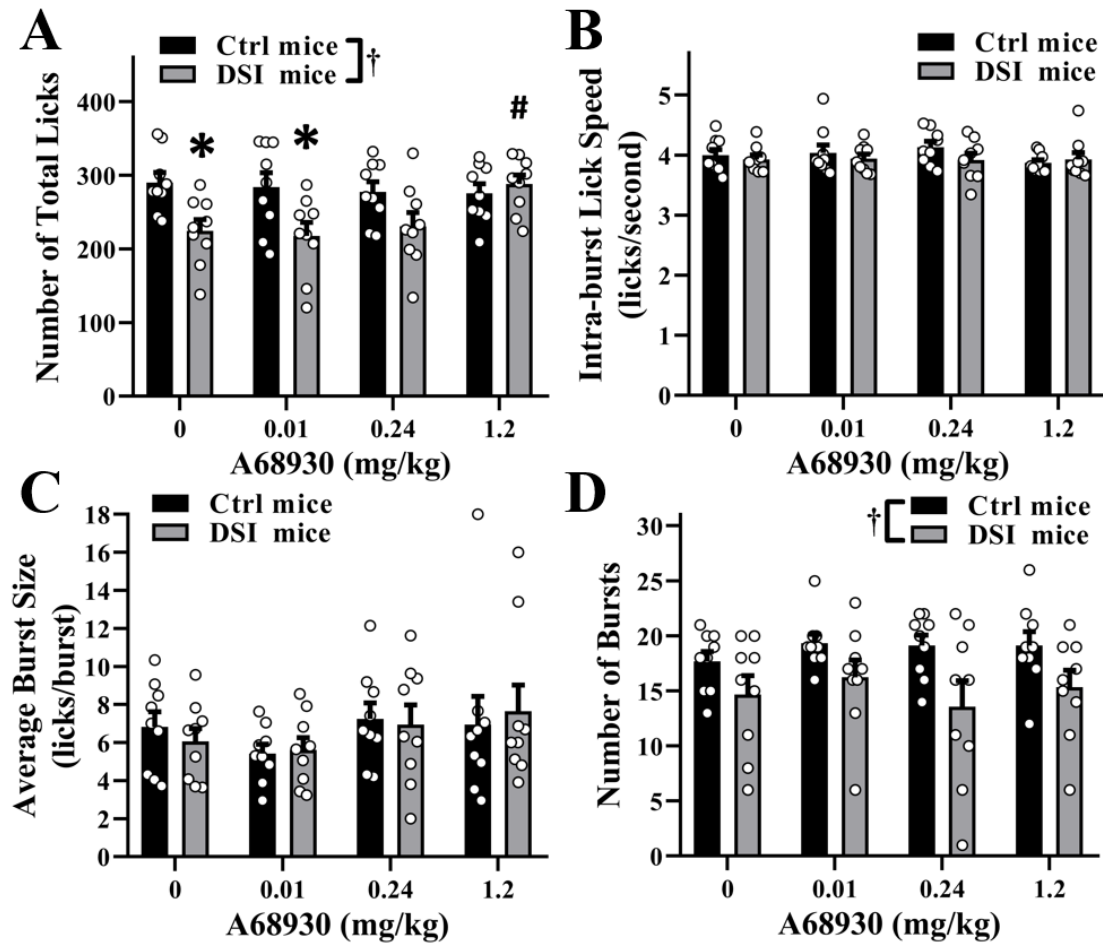 A
Ctrl mice †
DSI mice
Number of Total Licks
400
300
200
100
0
* * #
0 0.01 0.24 1.2
A68930 (mg/kg)
B
Ctrl mice
DSI mice
Intra-burst Lick Speed
(licks/second)
5
4
3
2
1
0
0 0.01 0.24 1.2
A68930 (mg/kg)
C
Ctrl mice
DSI mice
Average Burst Size
(licks/burst)
18
16
14
12
10
8
6
4
2
0
0 0.01 0.24 1.2
A68930 (mg/kg)
D
† Ctrl mice
DSI mice
Number of Bursts
30
25
20
15
10
5
0
0 0.01 0.24 1.2
A68930 (mg/kg)